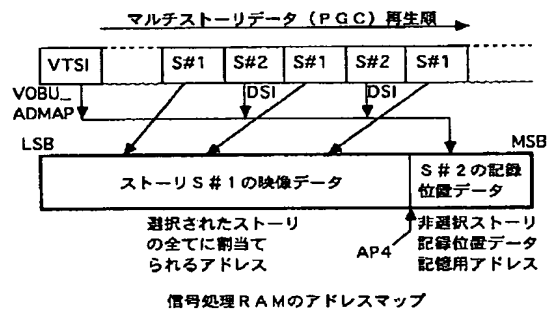 マルチストーリデータ(PGC)再生順
VTSI S#1 S#2 S#1 S#2 S#1
VOBU_ DSI DSI
ADMAP
LSB MSB
ストーリS#1の映像データ
S#2の記録
位置データ
選択されたストーリ
の全てに割当て
られるアドレス
AP4
非選択ストーリ
記録位置データ
記憶用アドレス
信号処理RAMのアドレスマップ